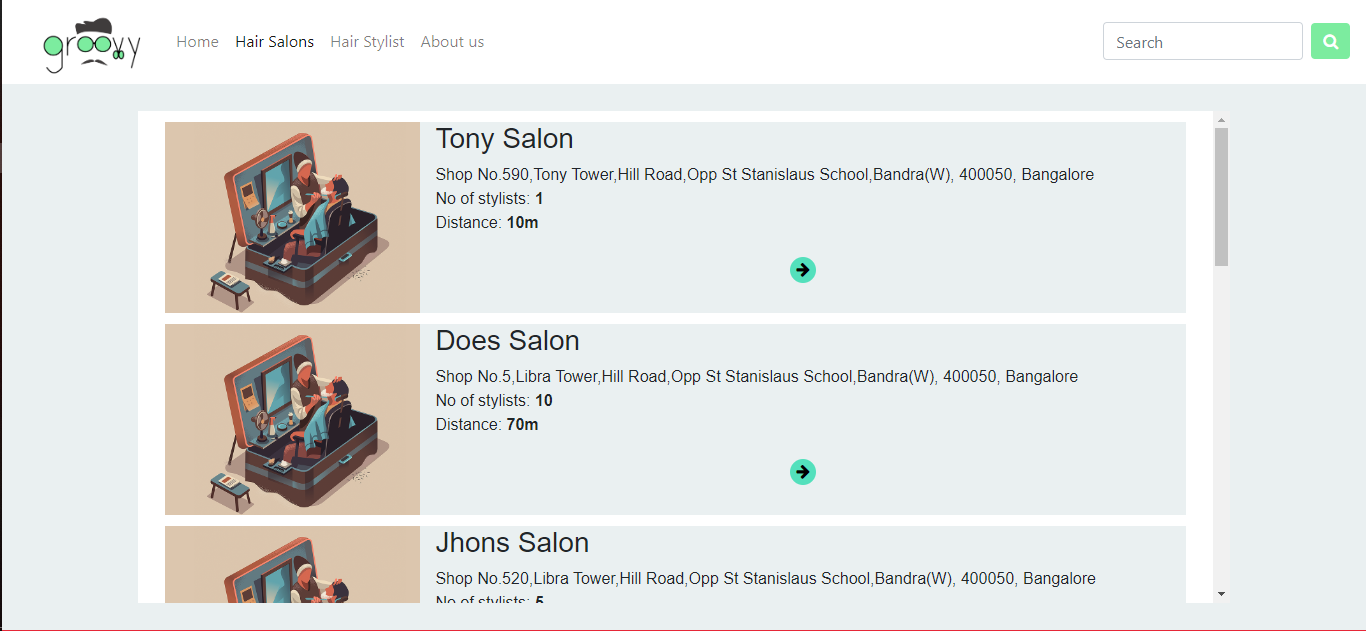 groovy
Home Hair Salons Hair Stylist About us
Search
Tony Salon
Shop No.590,Tony Tower,Hill Road,Opp St Stanislaus School,Bandra(W), 400050, Bangalore
No of stylists: 1
Distance: 10m
Does Salon
Shop No.5,Libra Tower,Hill Road,Opp St Stanislaus School,Bandra(W), 400050, Bangalore
No of stylists: 10
Distance: 70m
Jhons Salon
Shop No.520,Libra Tower,Hill Road,Opp St Stanislaus School,Bandra(W), 400050, Bangalore
No of stylists: 5